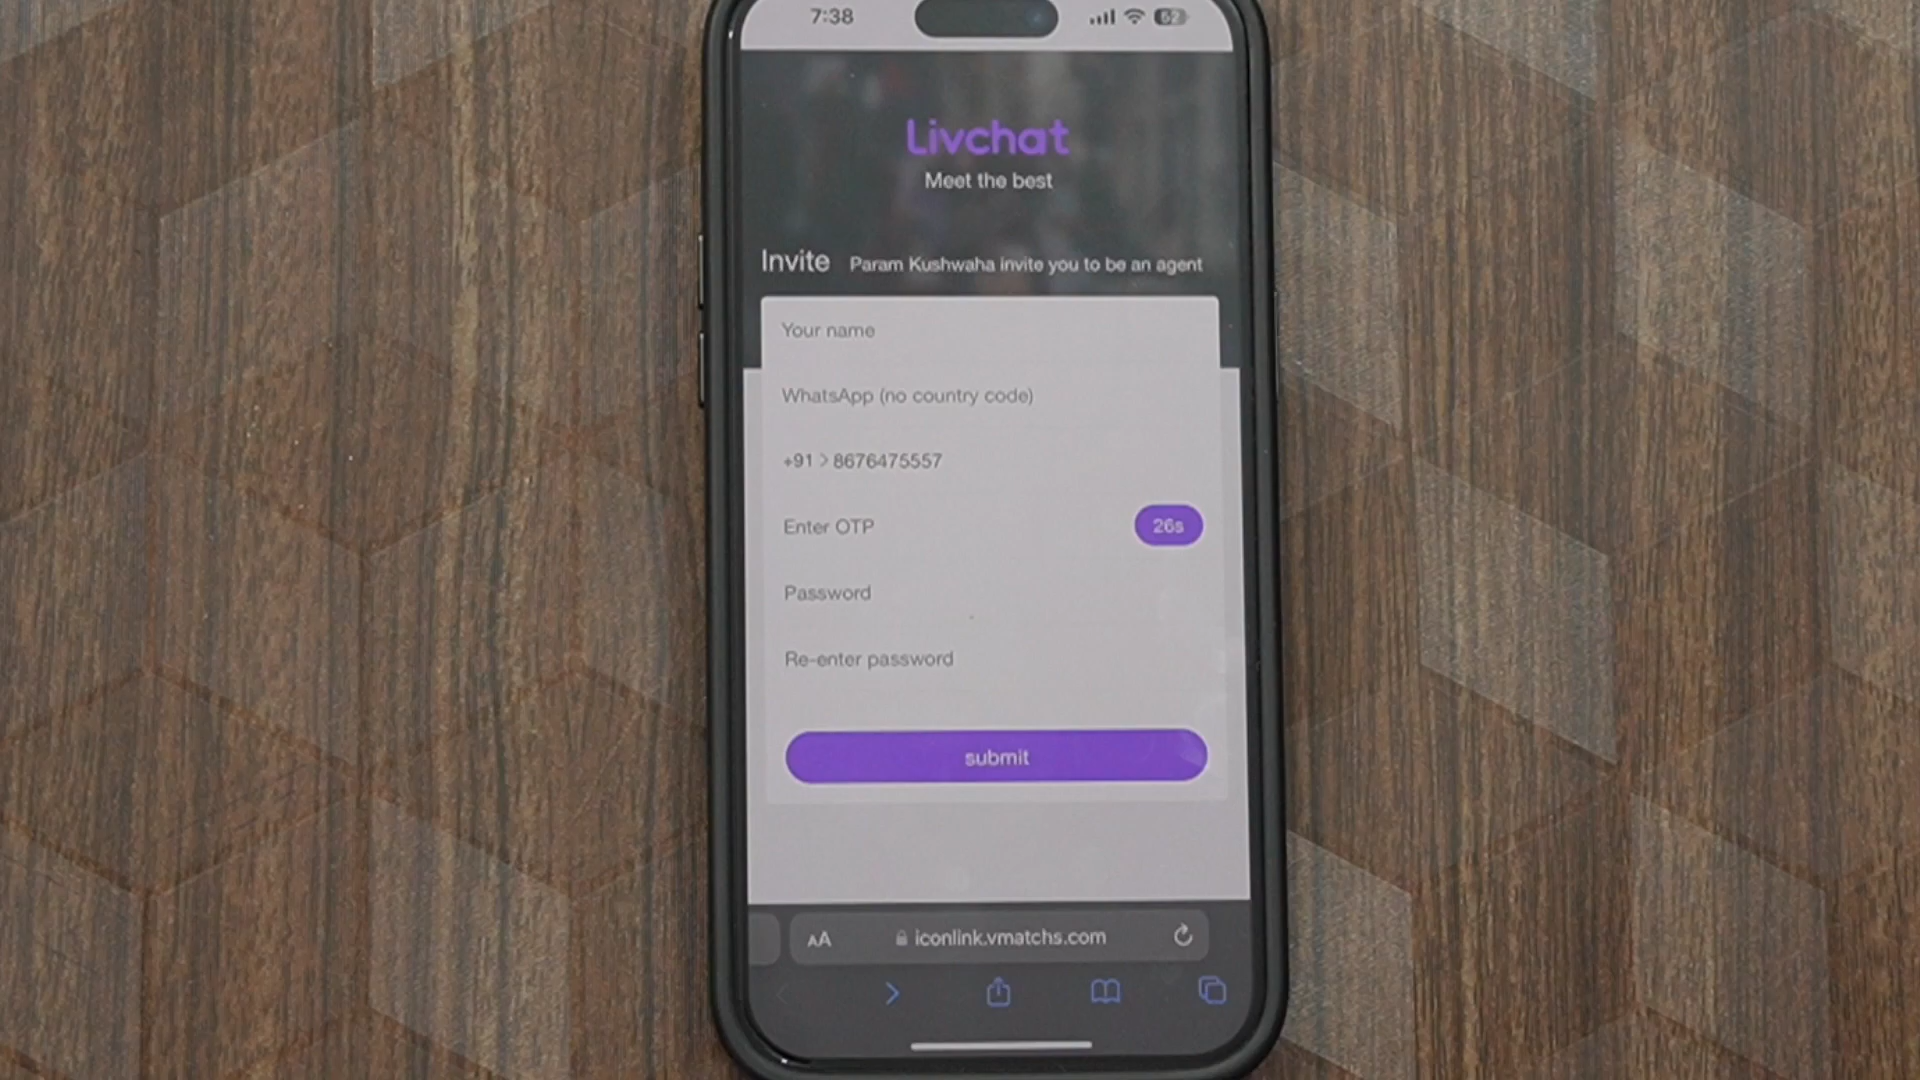 7:38
52
Livchat
Meet the best
Invite Param Kushwaha invite you to be an agent
Your name
WhatsApp (no country code)
+91 > 8676475557
Enter OTP 26s
Password
Re-enter password
submit
AA iconlink.vmatchs.com